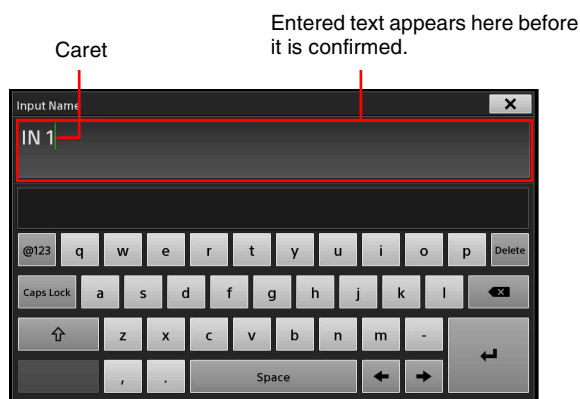 Entered text appears here before
it is confirmed.
Caret
Input Name
IN 1
@123 q w e r t y u i o p Delete
Caps Lock a s d f g h j k l
z x c v b n m -
, . Space